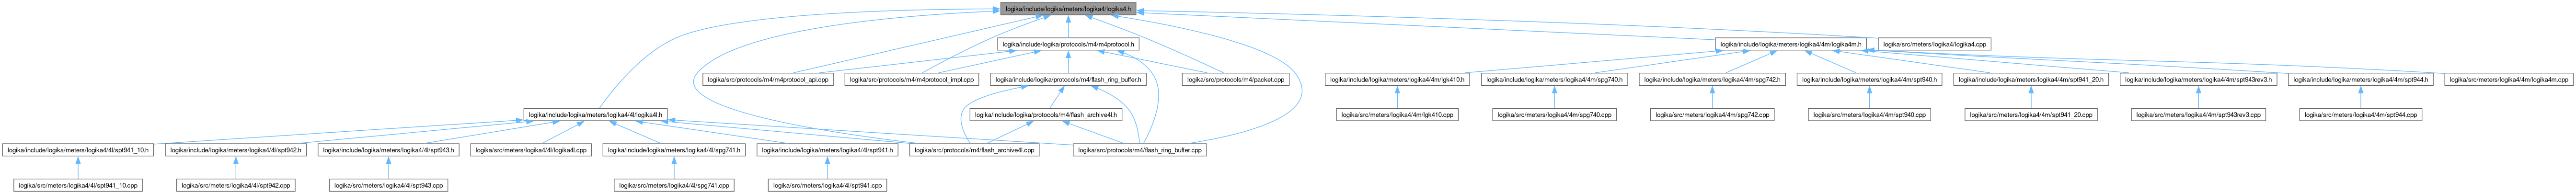 logika/include/logika/meters/logika4/logika4.h
logika/include/logika/protocols/m4/m4protocol.h
logika/include/logika/meters/logika4/4m/logika4m.h
logika/src/meters/logika4/logika4.cpp
logika/src/protocols/m4/m4protocol_api.cpp
logika/src/protocols/m4/m4protocol_impl.cpp
logika/include/logika/protocols/m4/flash_ring_buffer.h
logika/src/protocols/m4/packet.cpp
logika/include/logika/meters/logika4/4m/lgk410.h
logika/include/logika/meters/logika4/4m/spg740.h
logika/include/logika/meters/logika4/4m/spg742.h
logika/include/logika/meters/logika4/4m/spt940.h
logika/include/logika/meters/logika4/4m/spt941_20.h
logika/include/logika/meters/logika4/4m/spt943rev3.h
logika/include/logika/meters/logika4/4m/spt944.h
logika/src/meters/logika4/4m/logika4m.cpp
logika/include/logika/meters/logika4/4l/logika4l.h
logika/include/logika/protocols/m4/flash_archive4l.h
logika/src/meters/logika4/4m/lgk410.cpp
logika/src/meters/logika4/4m/spg740.cpp
logika/src/meters/logika4/4m/spg742.cpp
logika/src/meters/logika4/4m/spt940.cpp
logika/src/meters/logika4/4m/spt941_20.cpp
logika/src/meters/logika4/4m/spt943rev3.cpp
logika/src/meters/logika4/4m/spt944.cpp
logika/include/logika/meters/logika4/4l/spt941_10.h
logika/include/logika/meters/logika4/4l/spt942.h
logika/include/logika/meters/logika4/4l/spt943.h
logika/src/meters/logika4/4l/logika4l.cpp
logika/include/logika/meters/logika4/4l/spg741.h
logika/include/logika/meters/logika4/4l/spt941.h
logika/src/protocols/m4/flash_archive4l.cpp
logika/src/protocols/m4/flash_ring_buffer.cpp
logika/src/meters/logika4/4l/spt941_10.cpp
logika/src/meters/logika4/4l/spt942.cpp
logika/src/meters/logika4/4l/spt943.cpp
logika/src/meters/logika4/4l/spg741.cpp
logika/src/meters/logika4/4l/spt941.cpp